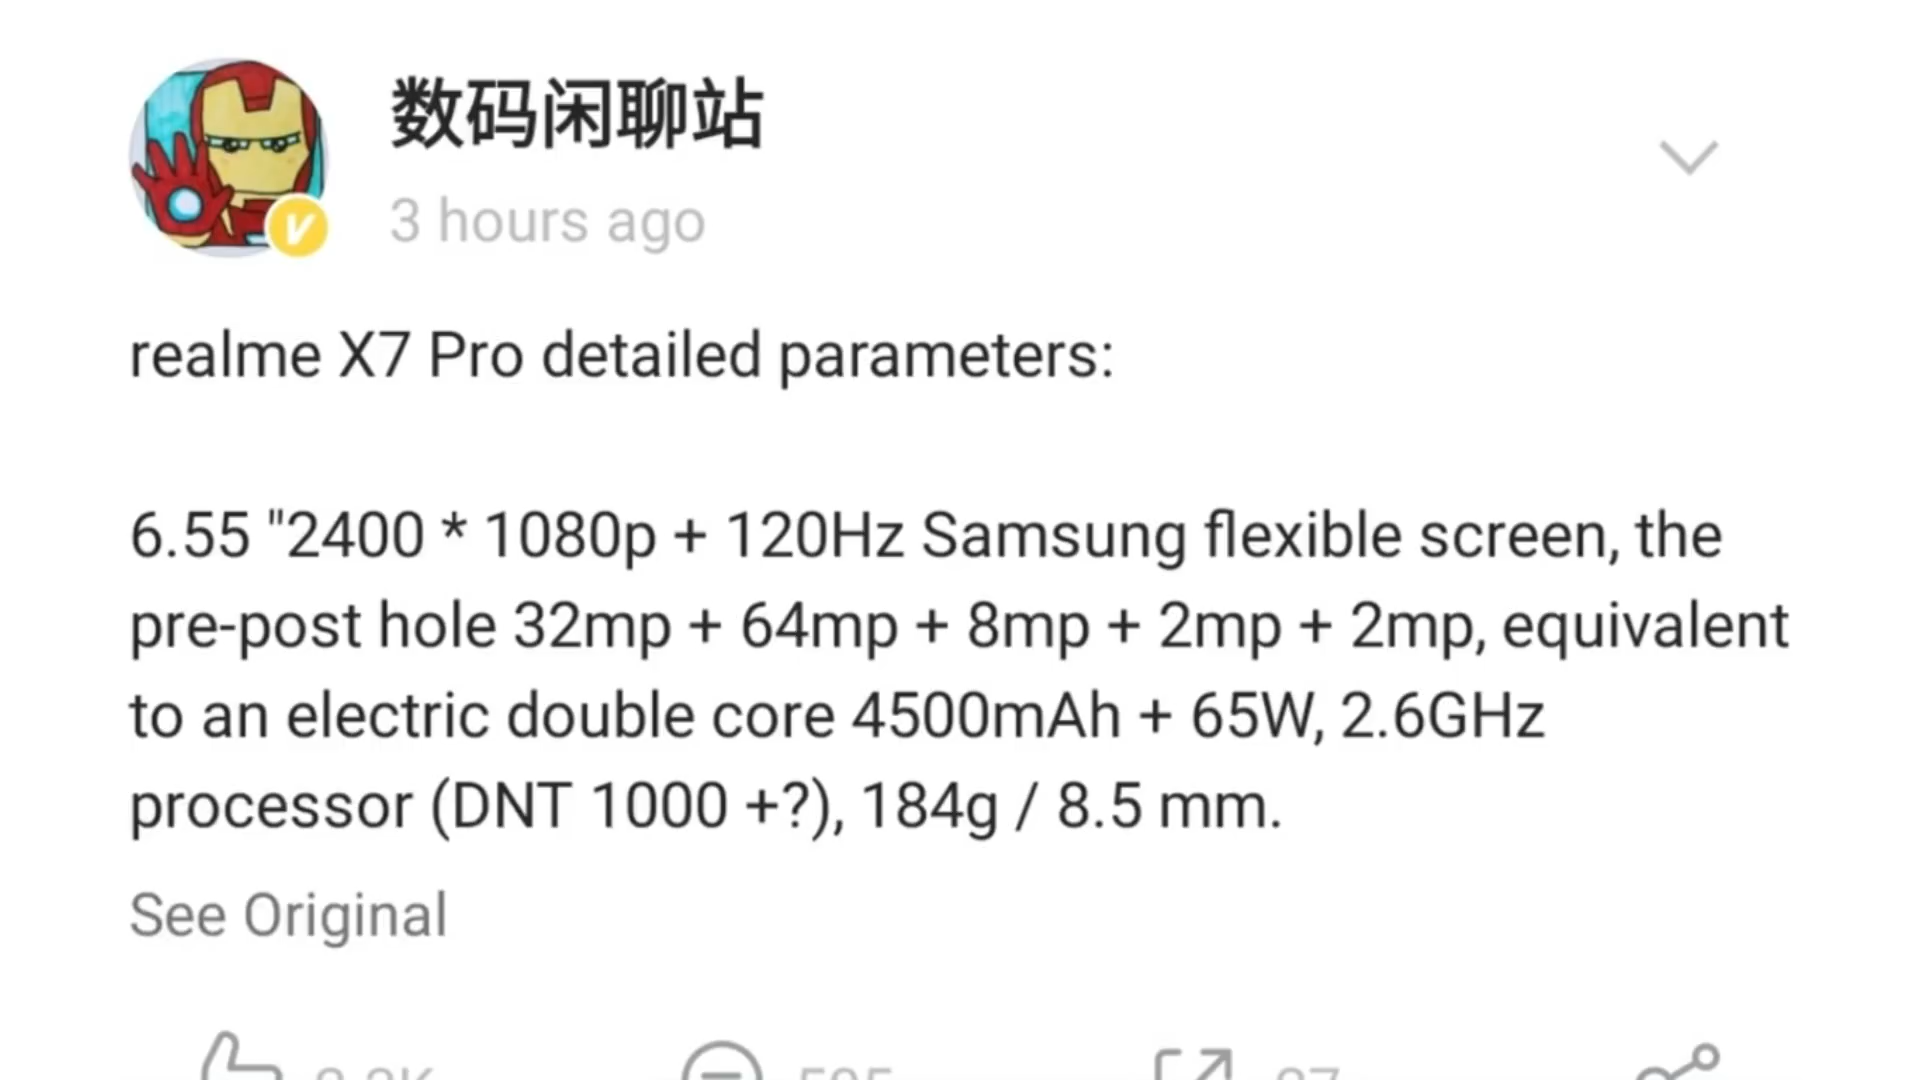 数码闲聊站
3 hours ago
realme X7 Pro detailed parameters:
6.55 "2400 * 1080p + 120Hz Samsung flexible screen, the
pre-post hole 32mp + 64mp + 8mp + 2mp + 2mp, equivalent
to an electric double core 4500mAh + 65W, 2.6GHz
processor (DNT 1000 +?), 184g / 8.5 mm.
See Original